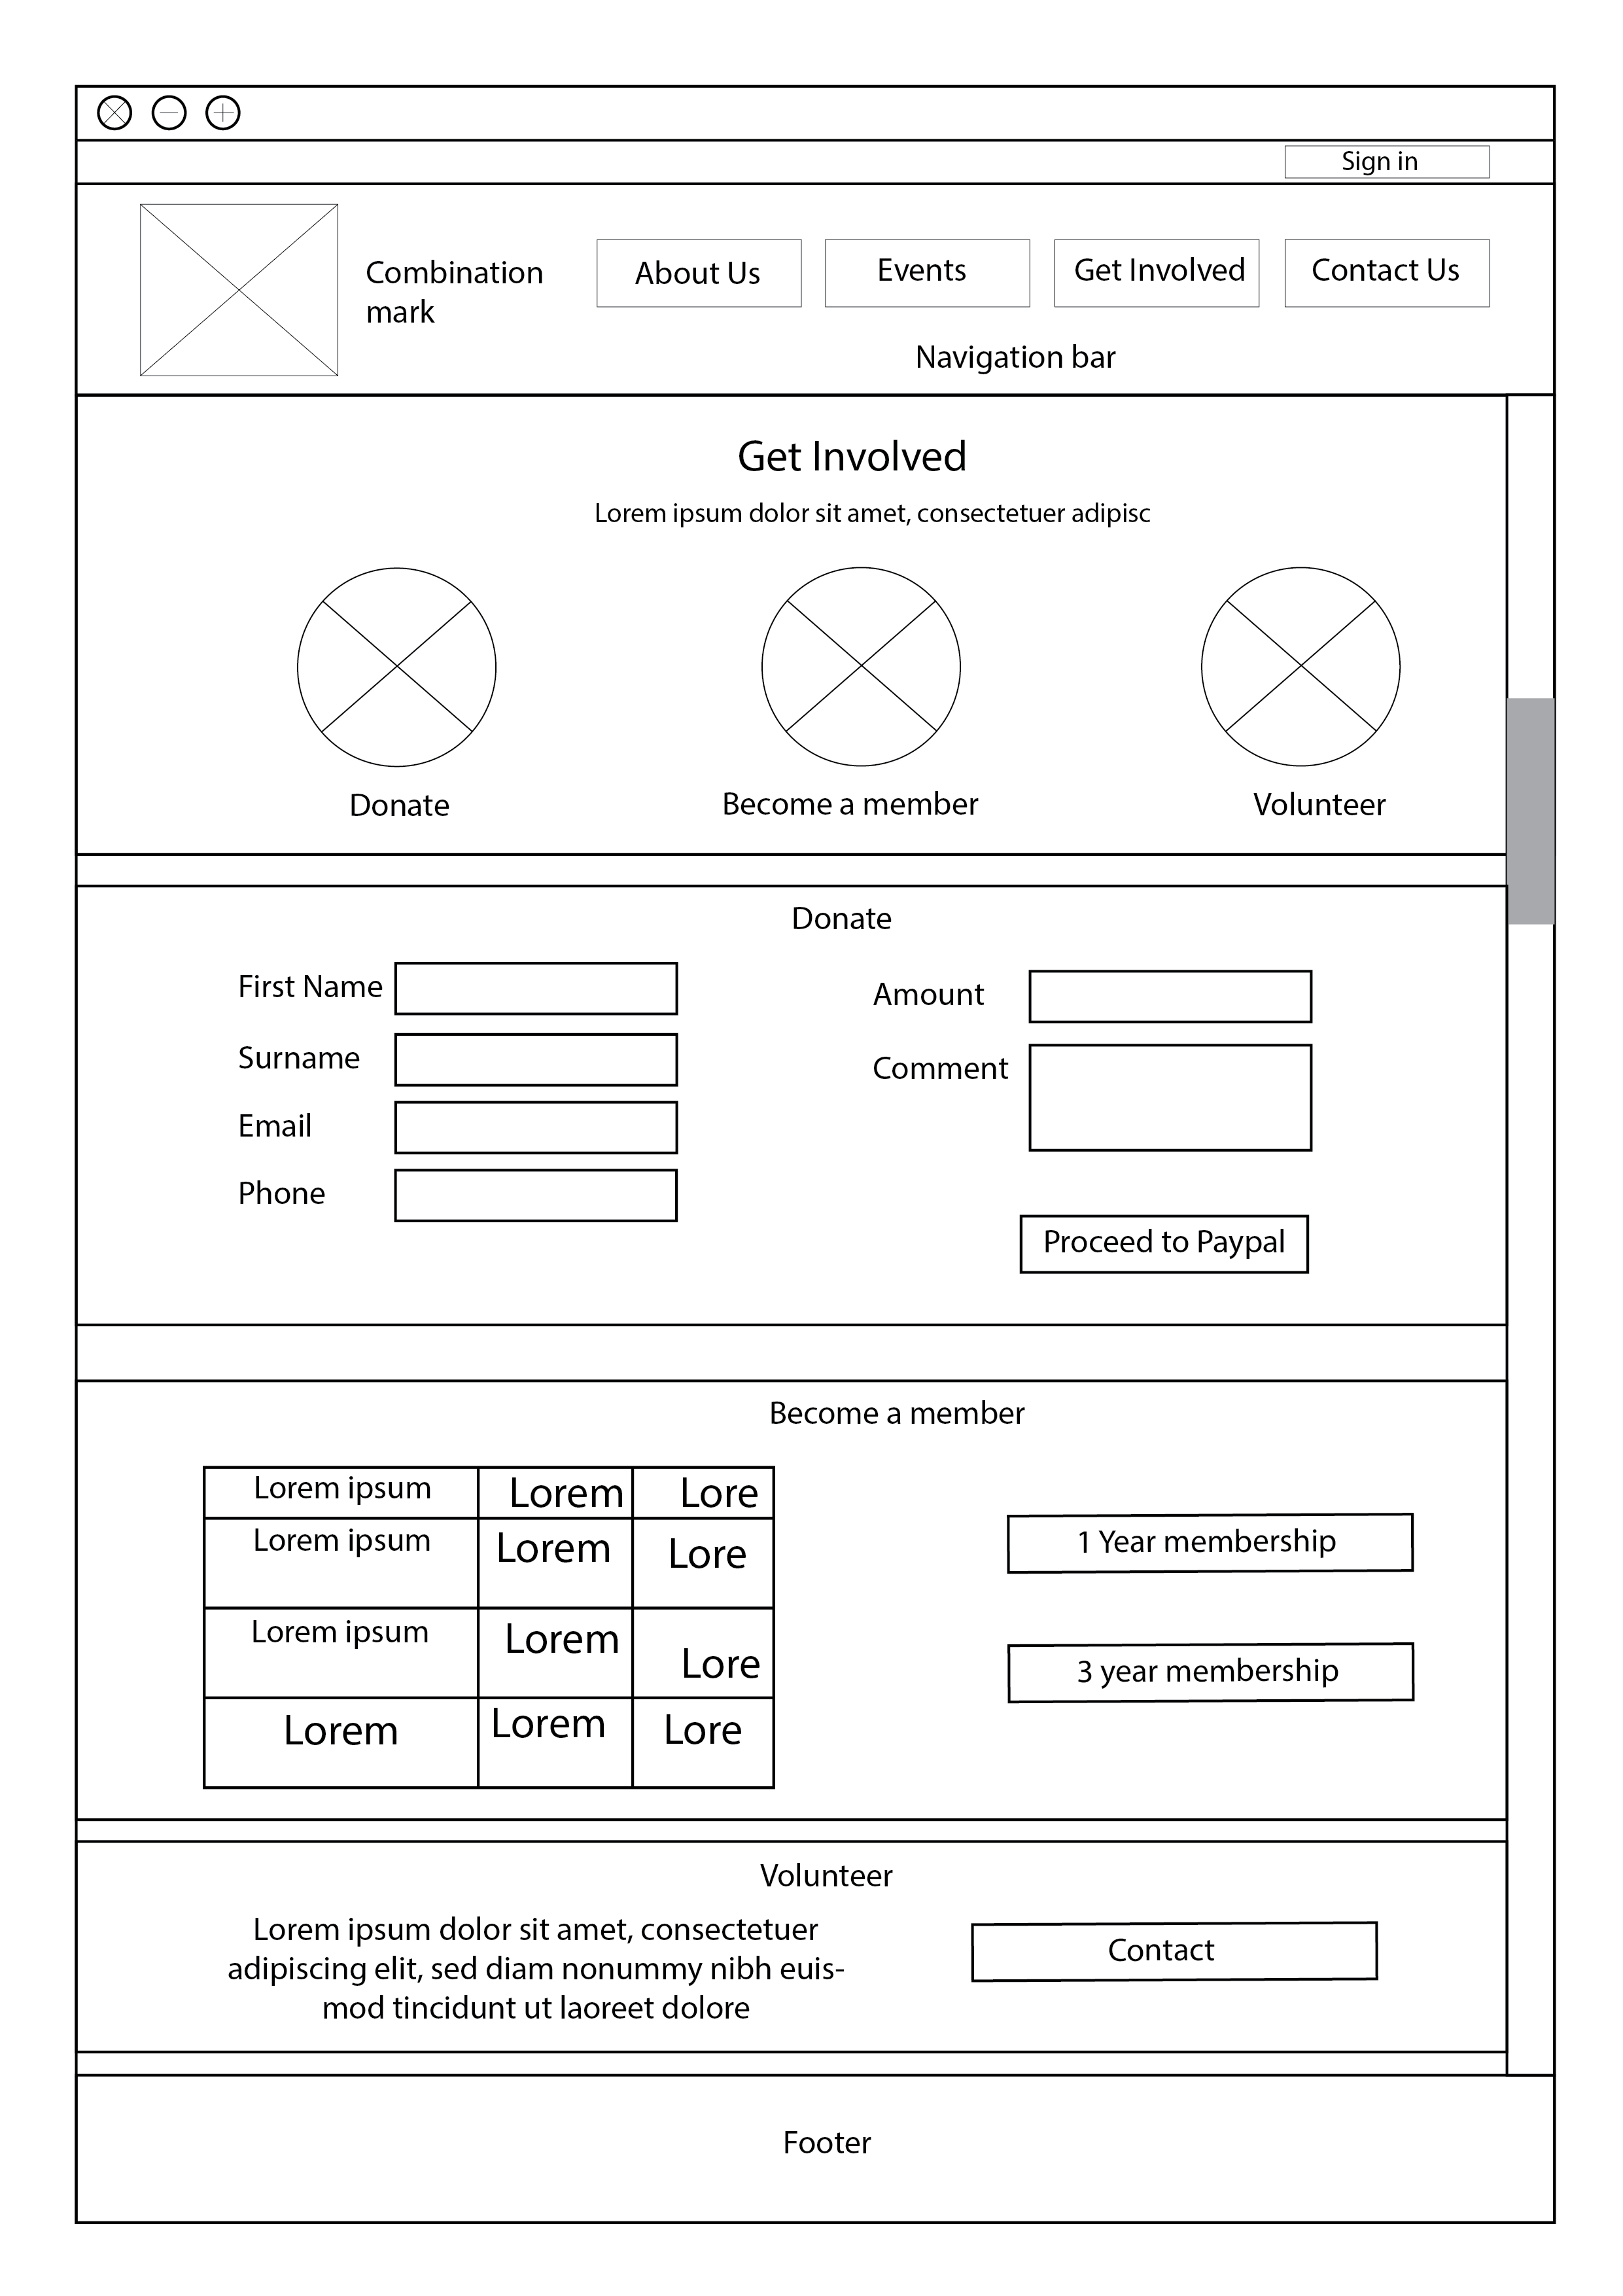 Sign in
Combination
mark
About Us
Events
Get Involved
Contact Us
Navigation bar
Get Involved
Lorem ipsum dolor sit amet, consectetuer adipisc
Donate
Become a member
Volunteer
Donate
First Name
Surname
Email
Phone
Amount
Comment
Proceed to Paypal
Become a member
Lorem ipsum Lorem Lore
Lorem ipsum Lorem Lore
Lorem ipsum Lorem Lore
Lorem Lorem Lore
1 Year membership
3 year membership
Volunteer
Lorem ipsum dolor sit amet, consectetuer
adipiscing elit, sed diam nonummy nibh euis-
mod tincidunt ut laoreet dolore
Contact
Footer